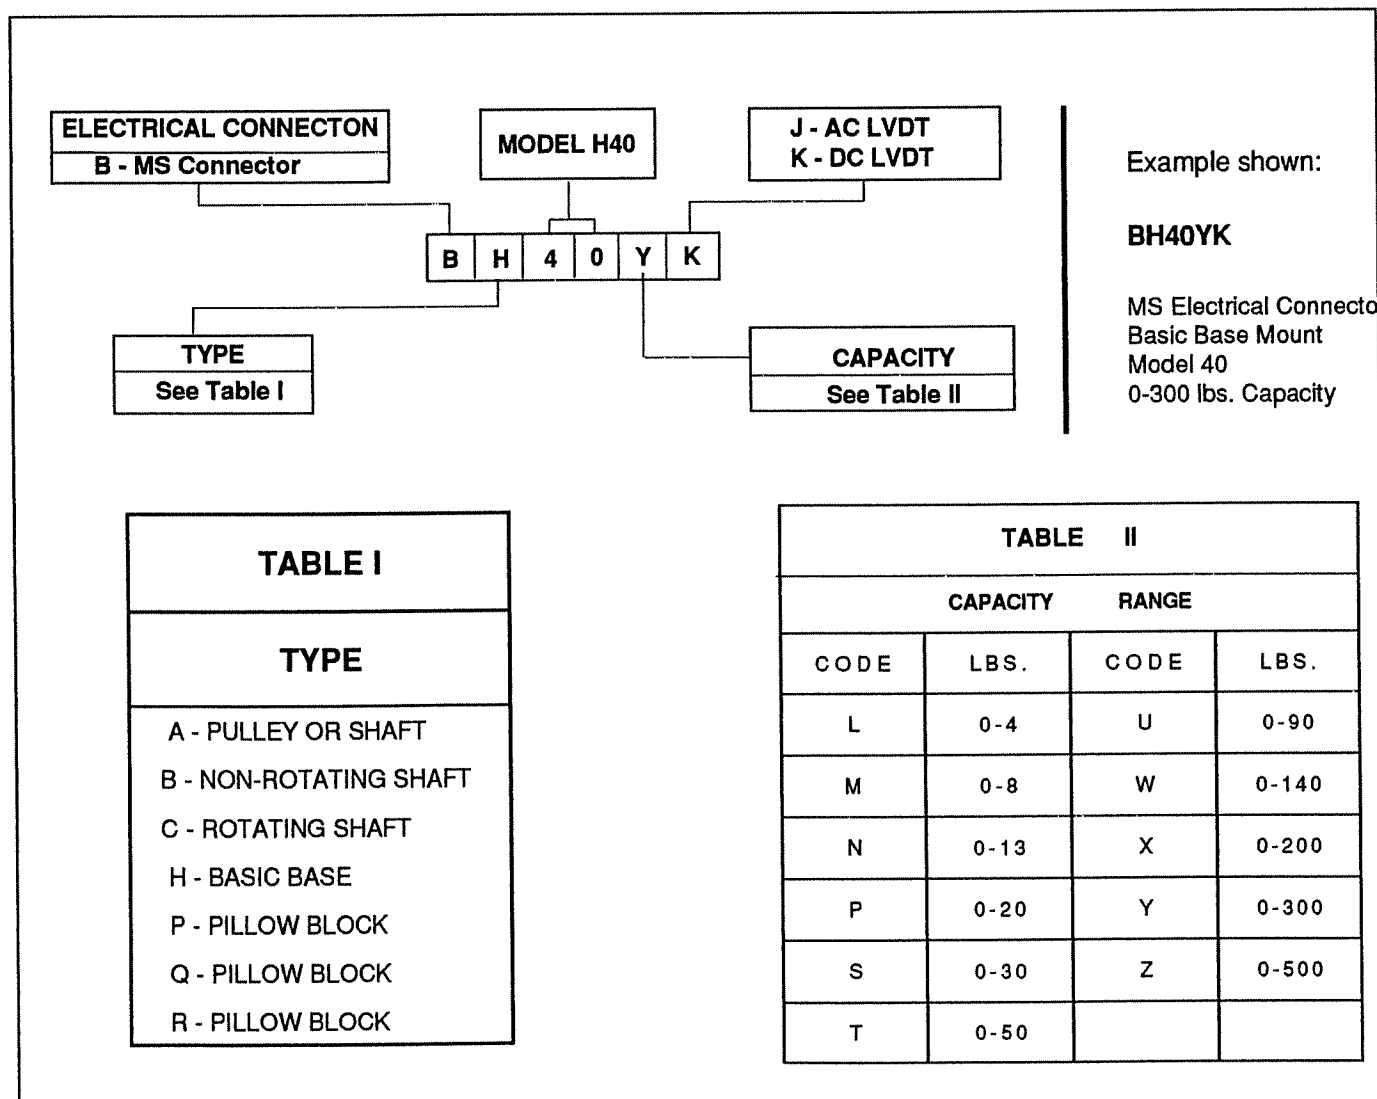 ELECTRICAL CONNECTON
B - MS Connector
MODEL H40
J - AC LVDT
K - DC LVDT
B H 4 0 Y K
TYPE
See Table I
CAPACITY
See Table II
Example shown:
BH40YK
MS Electrical Connecto
Basic Base Mount
Model 40
0-300 lbs. Capacity
TABLE I
TYPE
A - PULLEY OR SHAFT
B - NON-ROTATING SHAFT
C - ROTATING SHAFT
H - BASIC BASE
P - PILLOW BLOCK
Q - PILLOW BLOCK
R - PILLOW BLOCK
TABLE II
CAPACITY RANGE
CODE LBS. CODE LBS.
L 0-4 U 0-90
M 0-8 W 0-140
N 0-13 X 0-200
P 0-20 Y 0-300
S 0-30 Z 0-500
T 0-50